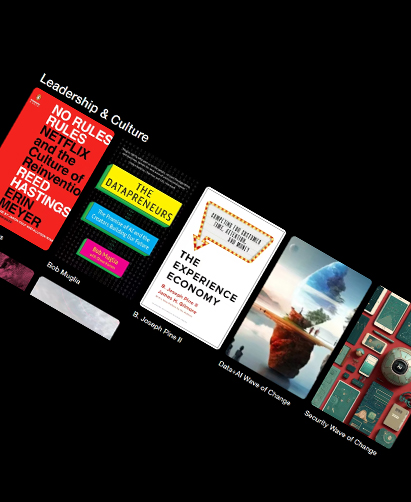 Leadership & Culture
NO RULES
RULES
NETFLIX
and the
Culture of
Reinventio
REED
HASTINGS
ERIN
MEYER
THE
DATAPRENEURS
The Promise of AI and the
Creators Building Our Future
Bob Muglia
Bob Muglia
COMPETING FOR CUSTOMER
TIME, ATTENTION,
AND MONEY
THE
EXPERIENCE
ECONOMY
B. Joseph Pine II
James H. Gilmore
B. Joseph Pine II
Data+AI Wave of Change
AI
Security Wave of Change